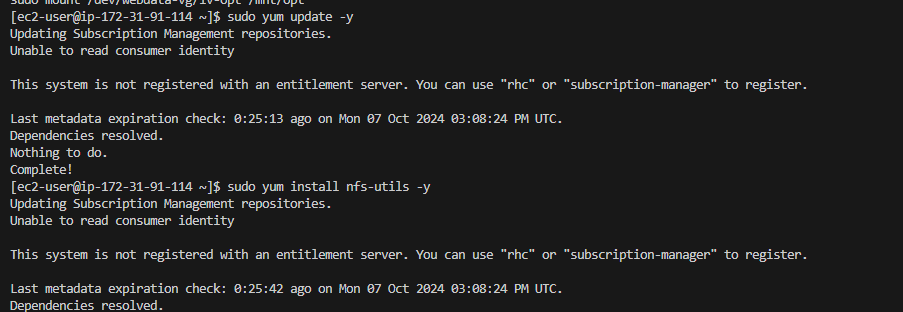 sudo mount /dev/webdata-vg/lv-opt /mnt/opt
[ec2-user@ip-172-31-91-114 ~]$ sudo yum update -y
Updating Subscription Management repositories.
Unable to read consumer identity
This system is not registered with an entitlement server. You can use "rhc" or "subscription-manager" to register.
Last metadata expiration check: 0:25:13 ago on Mon 07 Oct 2024 03:08:24 PM UTC.
Dependencies resolved.
Nothing to do.
Complete!
[ec2-user@ip-172-31-91-114 ~]$ sudo yum install nfs-utils -y
Updating Subscription Management repositories.
Unable to read consumer identity
This system is not registered with an entitlement server. You can use "rhc" or "subscription-manager" to register.
Last metadata expiration check: 0:25:42 ago on Mon 07 Oct 2024 03:08:24 PM UTC.
Dependencies resolved.